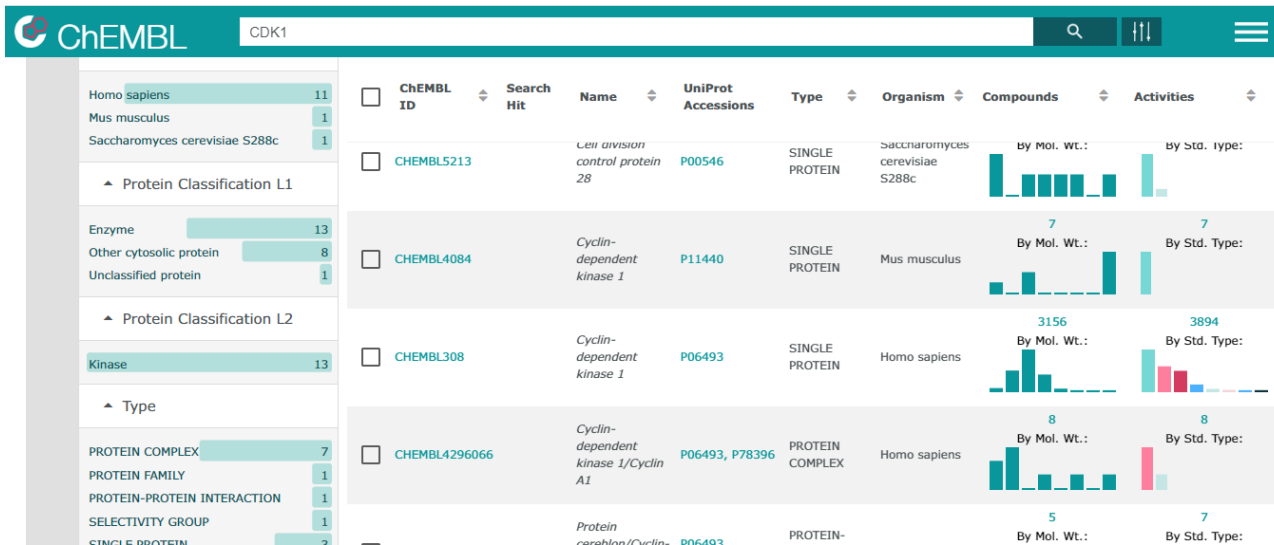 ChEMBL
CDK1
Homo sapiens 11
Mus musculus 1
Saccharomyces cerevisiae S288c 1
Protein Classification L1
Enzyme 13
Other cytosolic protein 8
Unclassified protein 1
Protein Classification L2
Kinase 13
Type
PROTEIN COMPLEX 7
PROTEIN FAMILY 1
PROTEIN-PROTEIN INTERACTION 1
SELECTIVITY GROUP 1
SINGLE PROTEIN 3
ChEMBL ID
Search Hit
Name
UniProt Accessions
Type
Organism
Compounds
Activities
CHEMBL5213
Cell division
control protein
28
P00546
SINGLE
PROTEIN
Saccharomyces
cerevisiae
S288c
By Mol. Wt.:
By Std. Type:
CHEMBL4084
Cyclin-
dependent
kinase 1
P11440
SINGLE
PROTEIN
Mus musculus
7
By Mol. Wt.:
7
By Std. Type:
CHEMBL308
Cyclin-
dependent
kinase 1
P06493
SINGLE
PROTEIN
Homo sapiens
3156
By Mol. Wt.:
3894
By Std. Type:
CHEMBL4296066
Cyclin-
dependent
kinase 1/Cyclin
A1
P06493, P78396
PROTEIN
COMPLEX
Homo sapiens
8
By Mol. Wt.:
8
By Std. Type:
Protein
cereblon/Cyclin-
P06493
PROTEIN-
5
By Mol. Wt.:
7
By Std. Type: